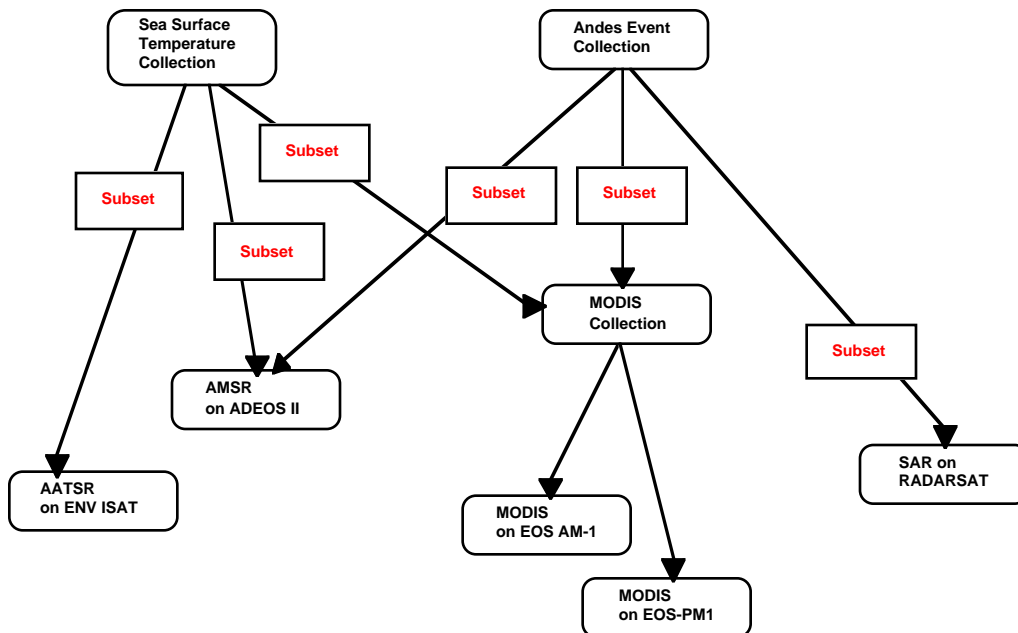 Sea Surface
Temperature
Collection
Andes Event
Collection
Subset
Subset
Subset
Subset
Subset
MODIS
Collection
Subset
AMSR
on ADEOS II
SAR on
RADARSAT
AATSR
on ENV ISAT
MODIS
on EOS AM-1
MODIS
on EOS-PM1